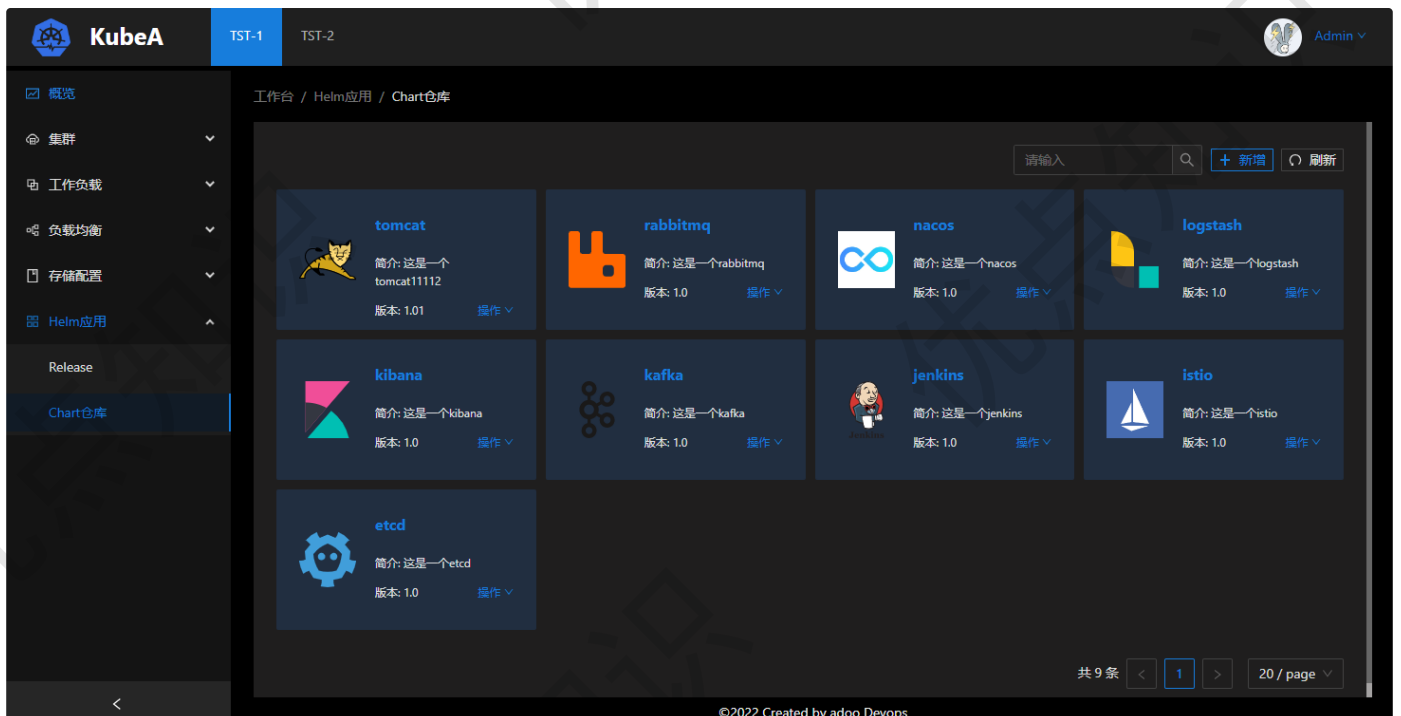 KubeA TST-1 TST-2 Admin
概览
集群
工作负载
负载均衡
存储配置
Helm应用
Release
Chart仓库
工作台 / Helm应用 / Chart仓库
请输入 + 新增 刷新
tomcat
简介: 这是一个
tomcat11112
版本: 1.01 操作
rabbitmq
简介: 这是一个rabbitmq
版本: 1.0 操作
nacos
简介: 这是一个nacos
版本: 1.0 操作
logstash
简介: 这是一个logstash
版本: 1.0 操作
kibana
简介: 这是一个kibana
版本: 1.0 操作
kafka
简介: 这是一个kafka
版本: 1.0 操作
Jenkins
jenkins
简介: 这是一个jenkins
版本: 1.0 操作
istio
简介: 这是一个istio
版本: 1.0 操作
etcd
简介: 这是一个etcd
版本: 1.0 操作
共 9 条 < 1 > 20 / page
<
©2022 Created by adoo Devops